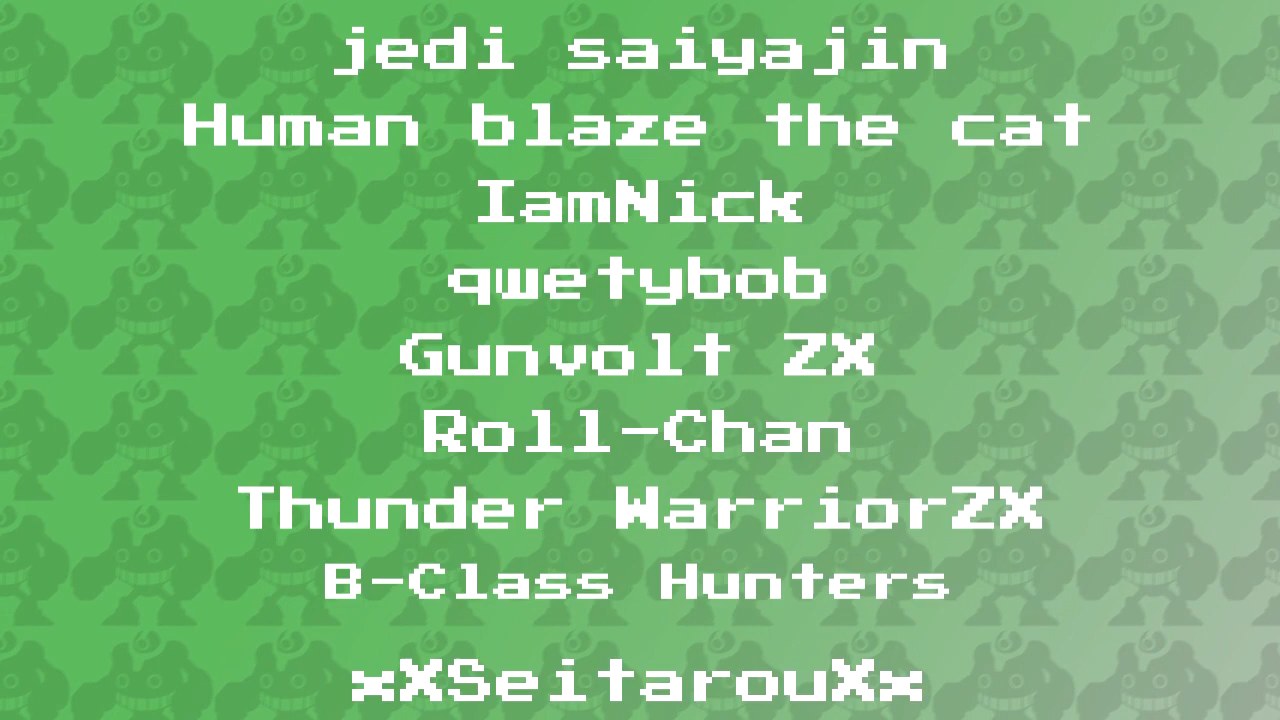 jedi saiyajin
Human blaze the cat
IamNick
qwetybob
Gunvolt ZX
Roll-Chan
Thunder WarriorZX
B-Class Hunters
xXSeitarouXx